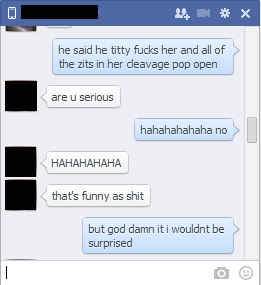 he said he titty fucks her and all of
the zits in her cleavage pop open
are u serious
hahahahahaha no
HAHAHAHAHA
that's funny as shit
but god damn it i wouldnt be
surprised